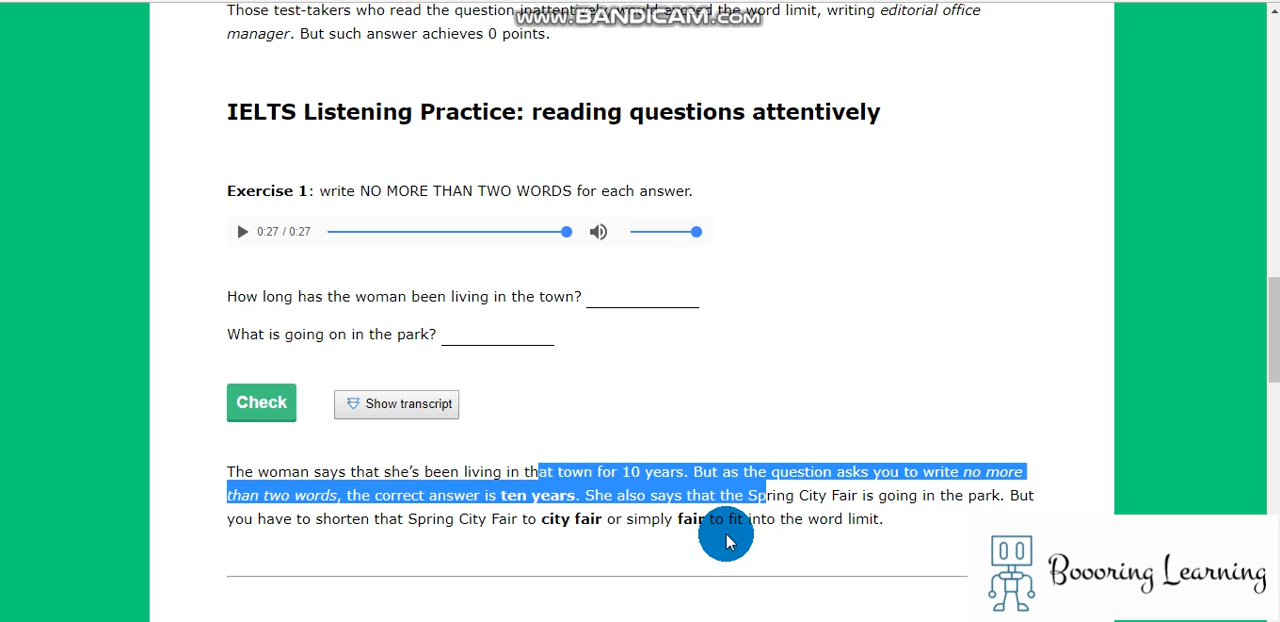 Those test-takers who read the question inattentively, would exceed the word limit, writing editorial office
WWW.BANDICAM.COM
manager. But such answer achieves 0 points.
IELTS Listening Practice: reading questions attentively
Exercise 1: write NO MORE THAN TWO WORDS for each answer.
0:27 / 0:27
How long has the woman been living in the town? ____________
What is going on in the park? ____________
Check
Show transcript
The woman says that she's been living in that town for 10 years. But as the question asks you to write no more
than two words, the correct answer is ten years. She also says that the Spring City Fair is going in the park. But
you have to shorten that Spring City Fair to city fair or simply fair to fit into the word limit.
Boooring Learning